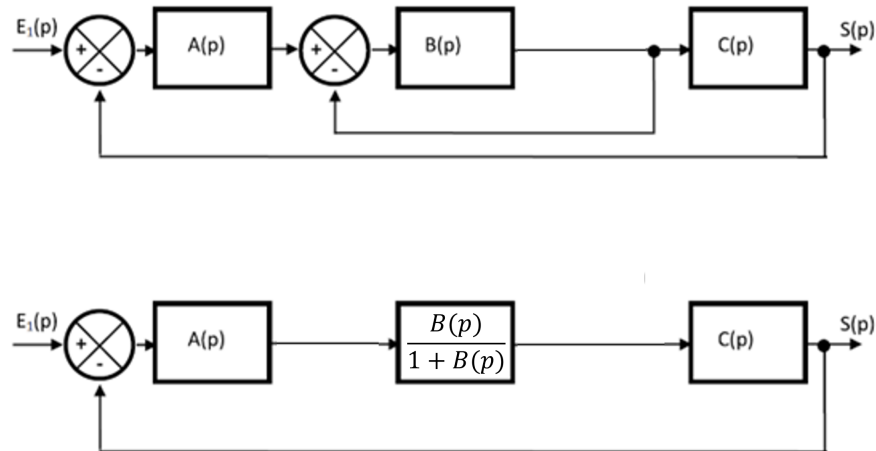 E₁(p)
+
-
A(p)
+
-
B(p)
C(p)
S(p)
E₁(p)
+
-
A(p)
B(p)
1 + B(p)
C(p)
S(p)